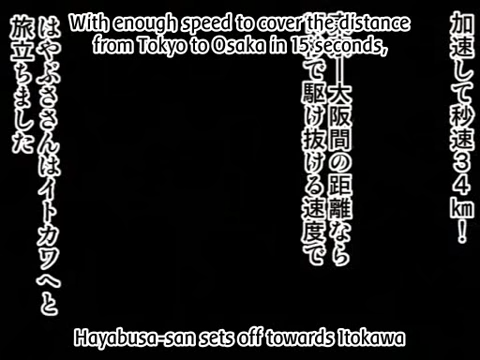 With enough speed to cover the distance
from Tokyo to Osaka in 15 seconds,
加速して秒速34㎞!
ー大阪間の距離なら
で駆け抜ける速度で
はやぶささんはイトカワへと
旅立ちました
Hayabusa-san sets off towards Itokawa